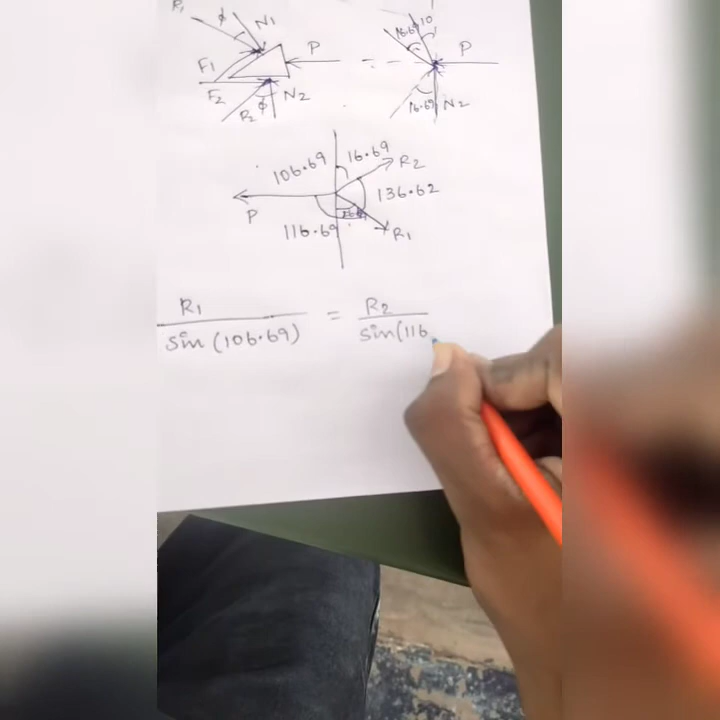 R1 φ N1
16.69 10
F1 P P
F2 φ N2
R2 16.69 N2
106.69 16.69 R2
136.62
P
116.69 R1
R1 = R2
sin(106.69) sin(116.